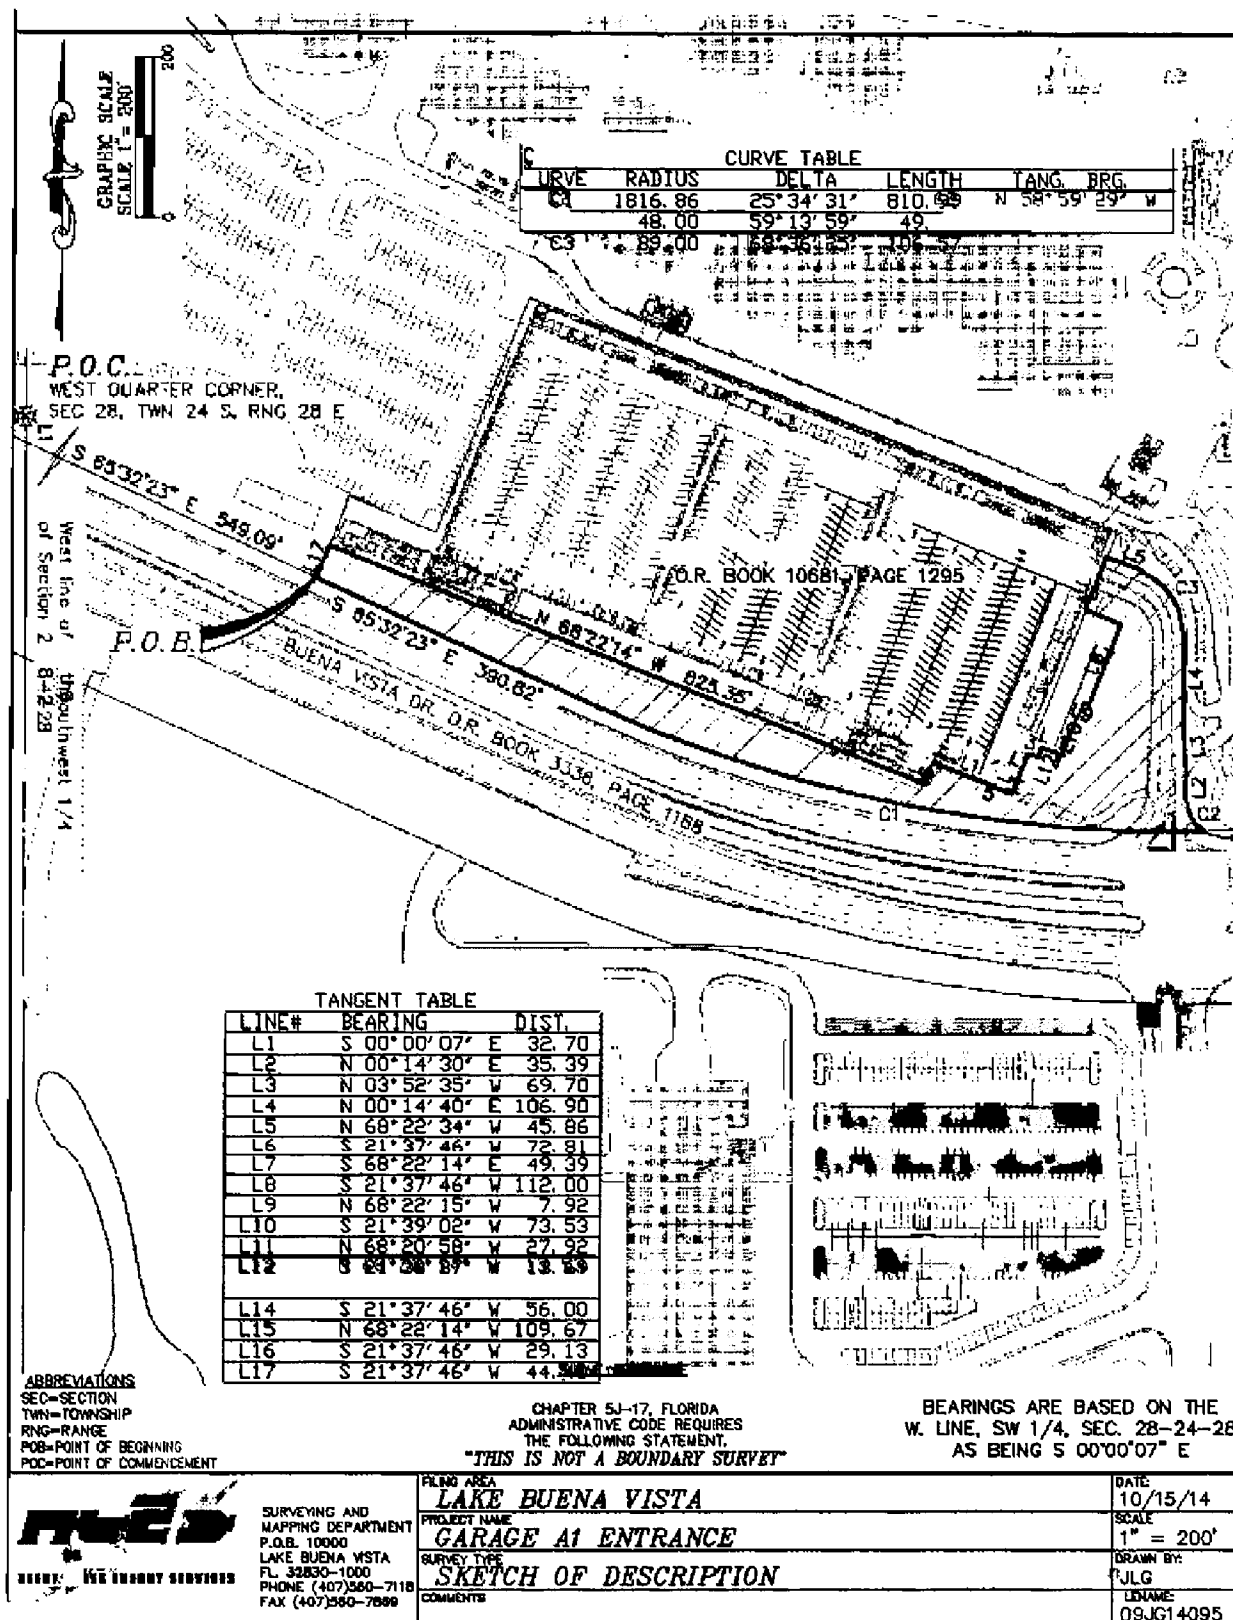 GRAPHIC SCALE
SCALE 1" = 200'
0
200
CURVE TABLE
CURVE RADIUS DELTA LENGTH TANG. BRG.
C1 1816.86 25°34'31" N 58°59'29" W
48.00 59°13'59"
C3 89.00
P.O.C.
WEST QUARTER CORNER,
SEC 28, TWN 24 S, RNG 28 E
L1
S 65°32'23" E 549.09'
L17
West line of
of Section
P.O.B.
S 65°32'23" E 390.82'
N 68°22'14" W 825.35'
O.R. BOOK 10681, PAGE 1295
BUENA VISTA DR. O.R. BOOK 3338, PAGE 1188
C1
L5
L4
L3
L2
C2
L8
L12
TANGENT TABLE
LINE# BEARING DIST.
L1 S 00°00'07" E 32.70
L2 N 00°14'30" E 35.39
L3 N 03°52'35" W 69.70
L4 N 00°14'40" E 106.90
L5 N 68°22'34" W 45.86
L6 S 21°37'46" W 72.81
L7 S 68°22'14" E 49.39
L8 S 21°37'46" W 112.00
L9 N 68°22'15" W 7.92
L10 S 21°39'02" W 73.53
L11 N 68°20'58" W 27.92
L12
L14 S 21°37'46" W 56.00
L15 N 68°22'14" W 109.67
L16 S 21°37'46" W 29.13
L17 S 21°37'46" W
ABBREVIATIONS
SEC=SECTION
TWN=TOWNSHIP
RNG=RANGE
POB=POINT OF BEGINNING
POC=POINT OF COMMENCEMENT
CHAPTER 5J-17, FLORIDA
ADMINISTRATIVE CODE REQUIRES
THE FOLLOWING STATEMENT.
"THIS IS NOT A BOUNDARY SURVEY"
BEARINGS ARE BASED ON THE
W. LINE, SW 1/4, SEC. 28-24-28
AS BEING S 00°00'07" E
SURVEYING AND
MAPPING DEPARTMENT
P.O.B. 10000
LAKE BUENA VISTA
FL. 32830-1000
PHONE (407)560-7118
FAX (407)560-7689
FILING AREA
LAKE BUENA VISTA
PROJECT NAME
GARAGE A1 ENTRANCE
SURVEY TYPE
SKETCH OF DESCRIPTION
COMMENTS
DATE:
10/15/14
SCALE
1" = 200'
DRAWN BY:
JLG
09JG14095